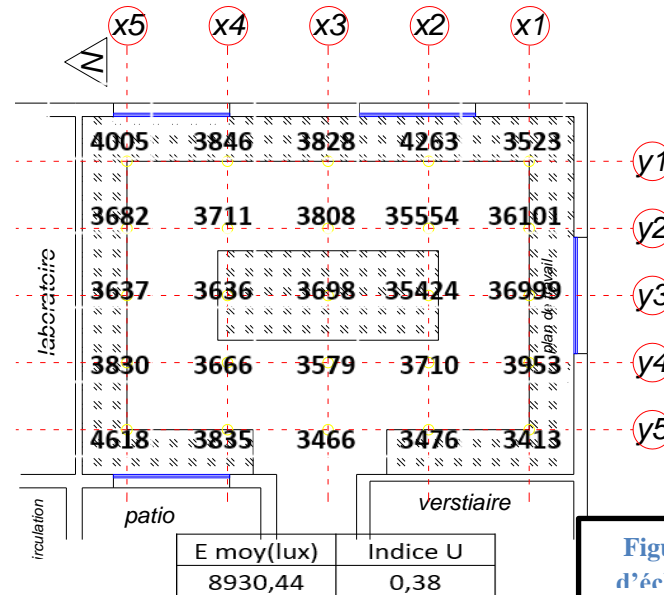 x5 x4 x3 x2 x1
N
4005 3846 3828 4263 3523
y1
3682 3711 3808 35554 36101
y2
laboratoire
3637 3636 3698 35424 36999
y3
plan de travail
3830 3666 3579 3710 3953
y4
4618 3835 3466 3476 3413
y5
irculation
patio
verstiaire
E moy(lux) Indice U
8930,44 0,38
Figu
d'écl